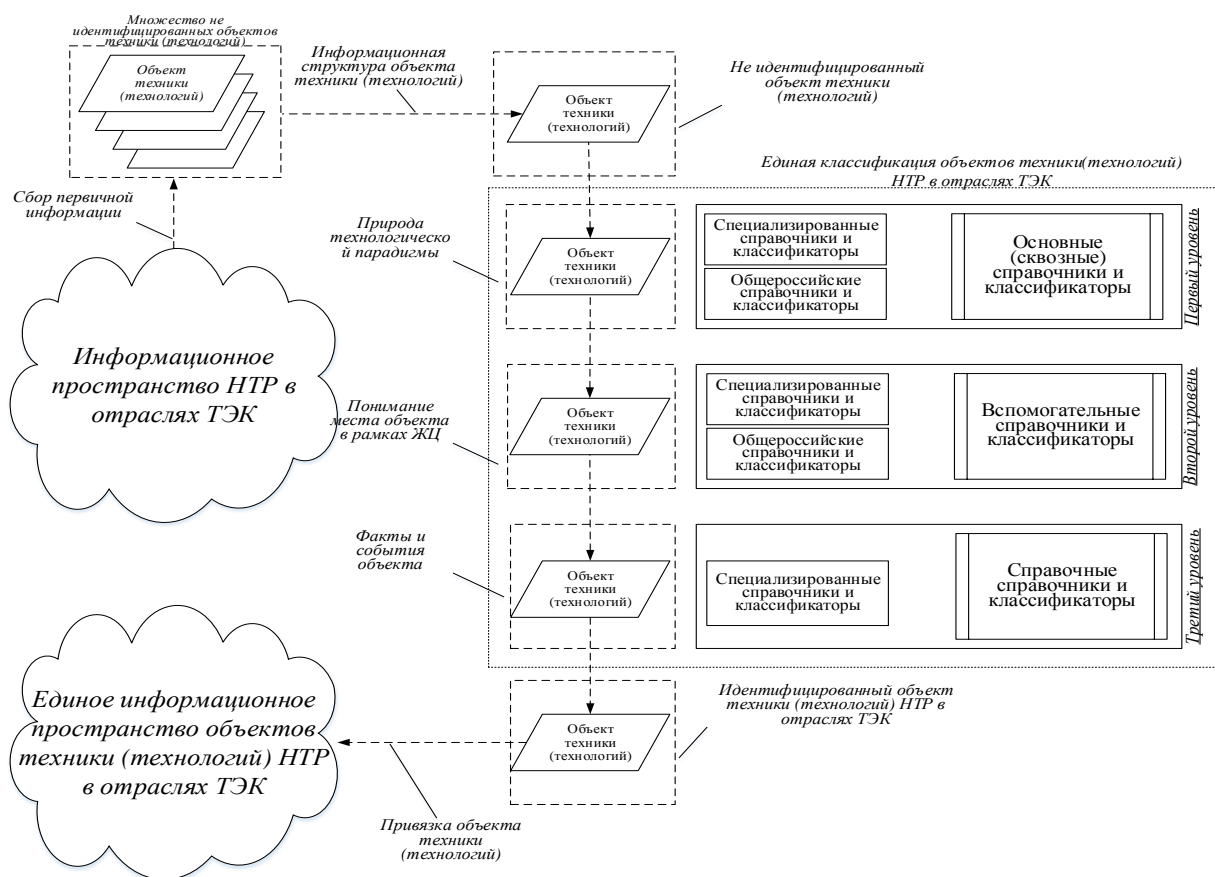 Множество не
идентифицированных объектов
техники (технологий)
Объект
техники
(технологий)
Информационная
структура объекта
техники (технологий)
Объект
техники
(технологий)
Не идентифицированный
объект техники
(технологий)
Сбор первичной
информации
Единая классификация объектов техники(технологий)
НТР в отраслях ТЭК
Природа
технологическо
й парадигмы
Объект
техники
(технологий)
Специализированные
справочники и
классификаторы
Общероссийские
справочники и
классификаторы
Основные
(сквозные)
справочники и
классификаторы
Первый уровень
Информационное
пространство НТР в
отраслях ТЭК
Понимание
места объекта
в рамках ЖЦ
Объект
техники
(технологий)
Специализированные
справочники и
классификаторы
Общероссийские
справочники и
классификаторы
Вспомогательные
справочники и
классификаторы
Второй уровень
Факты и
события
объекта
Объект
техники
(технологий)
Специализированные
справочники и
классификаторы
Справочные
справочники и
классификаторы
Третий уровень
Единое информационное
пространство объектов
техники (технологий) НТР
в отраслях ТЭК
Объект
техники
(технологий)
Идентифицированный объект
техники (технологий) НТР в
отраслях ТЭК
Привязка объекта
техники
(технологий)